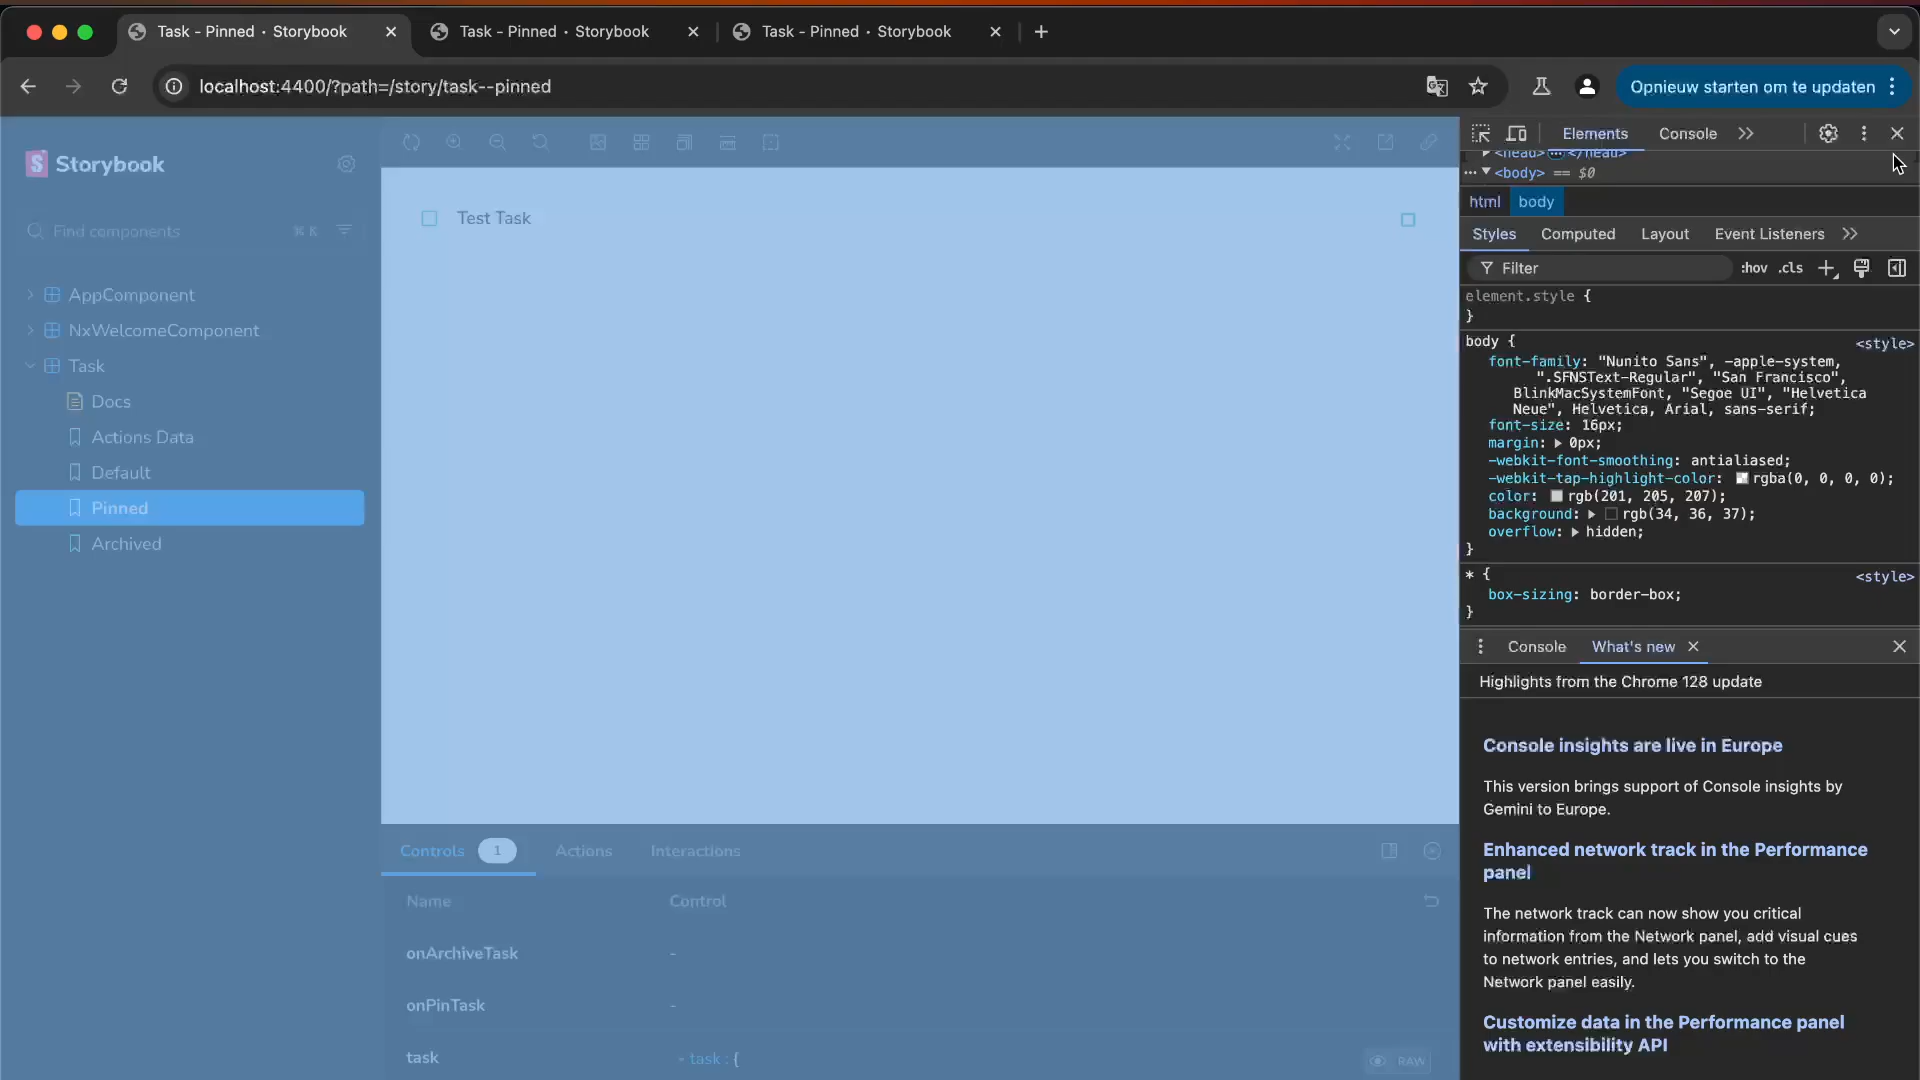 Task - Pinned · Storybook
Task - Pinned · Storybook
Task - Pinned · Storybook
localhost:4400/?path=/story/task--pinned
Opnieuw starten om te updaten
Storybook
Find components
⌘ K
AppComponent
NxWelcomeComponent
Task
Docs
Actions Data
Default
Pinned
Archived
Test Task
Controls 1 Actions Interactions
Name Control
onArchiveTask -
onPinTask -
task - task : {
RAW
Elements Console
<head> ··· </head>
··· <body> == $0
html body
Styles Computed Layout Event Listeners
Filter :hov .cls
element.style {
}
body { <style>
font-family: "Nunito Sans", -apple-system,
".SFNSText-Regular", "San Francisco",
BlinkMacSystemFont, "Segoe UI", "Helvetica
Neue", Helvetica, Arial, sans-serif;
font-size: 16px;
margin: 0px;
-webkit-font-smoothing: antialiased;
-webkit-tap-highlight-color: rgba(0, 0, 0, 0);
color: rgb(201, 205, 207);
background: rgb(34, 36, 37);
overflow: hidden;
}
* { <style>
box-sizing: border-box;
}
Console What's new
Highlights from the Chrome 128 update
Console insights are live in Europe
This version brings support of Console insights by
Gemini to Europe.
Enhanced network track in the Performance
panel
The network track can now show you critical
information from the Network panel, add visual cues
to network entries, and lets you switch to the
Network panel easily.
Customize data in the Performance panel
with extensibility API